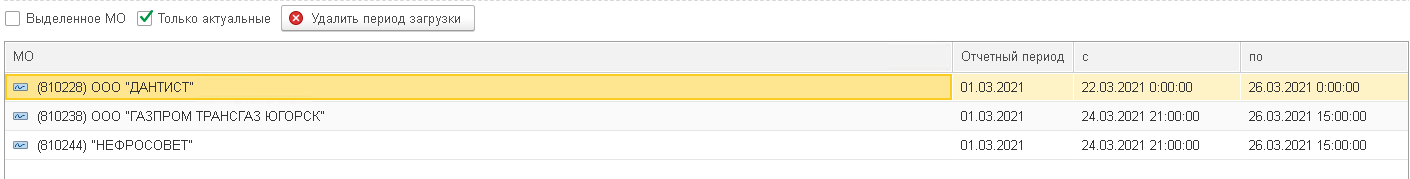 Выделенное МО Только актуальные Удалить период загрузки
МО Отчетный период с по
(810228) ООО "ДАНТИСТ" 01.03.2021 22.03.2021 0:00:00 26.03.2021 0:00:00
(810238) ООО "ГАЗПРОМ ТРАНСГАЗ ЮГОРСК" 01.03.2021 24.03.2021 21:00:00 26.03.2021 15:00:00
(810244) "НЕФРОСОВЕТ" 01.03.2021 24.03.2021 21:00:00 26.03.2021 15:00:00